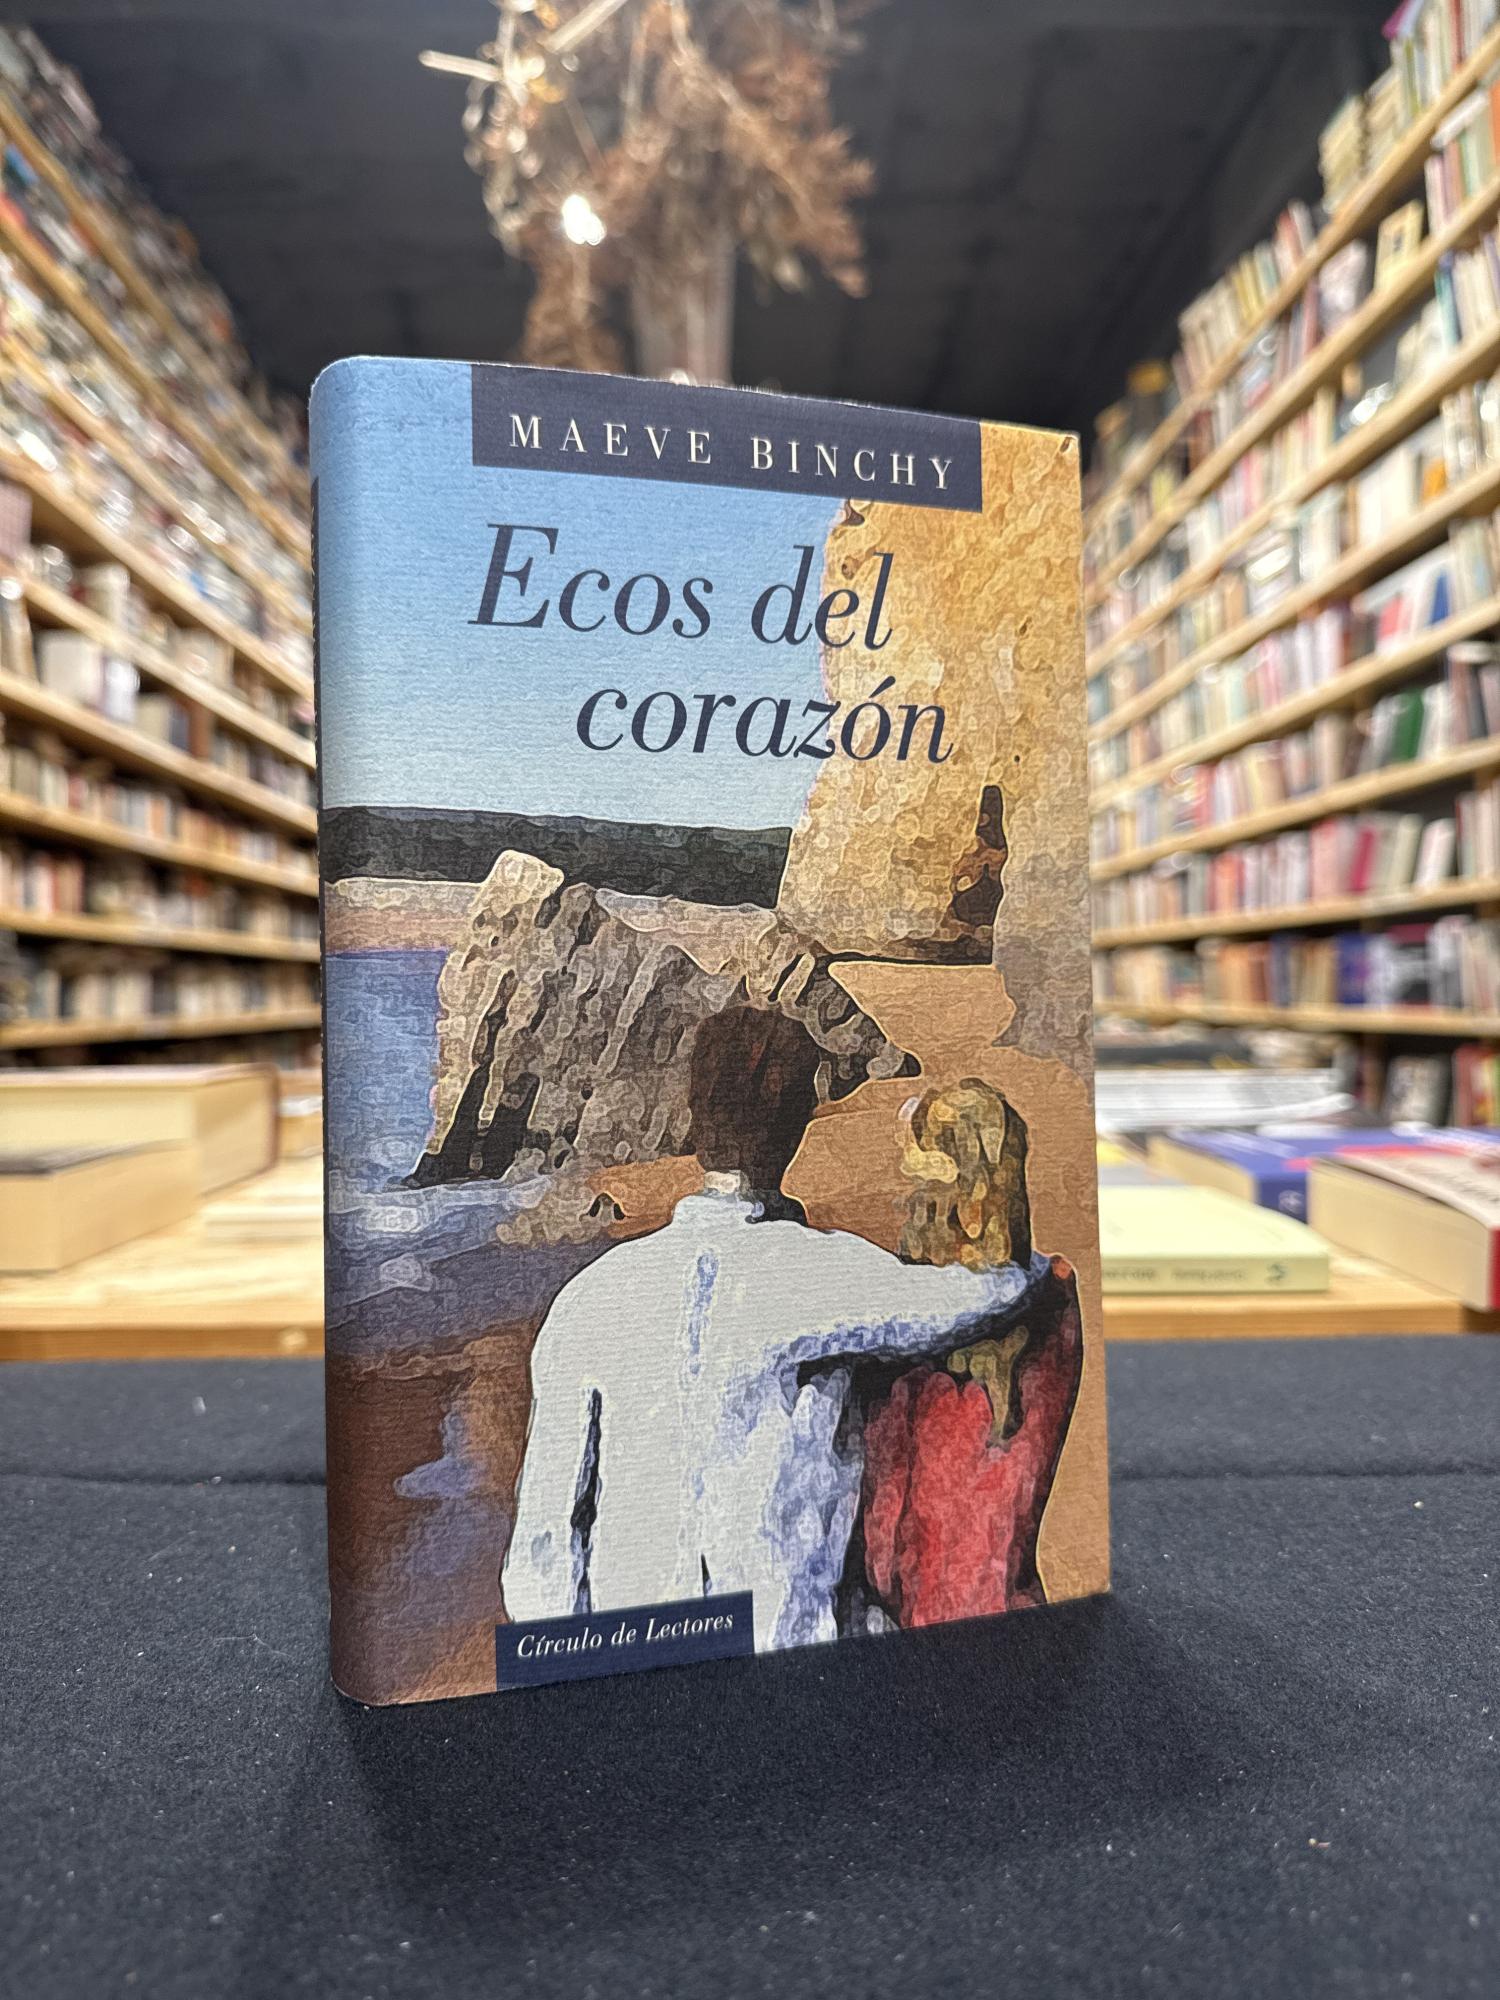 MAEVE BINCHY
Ecos del
corazón
Círculo de Lectores